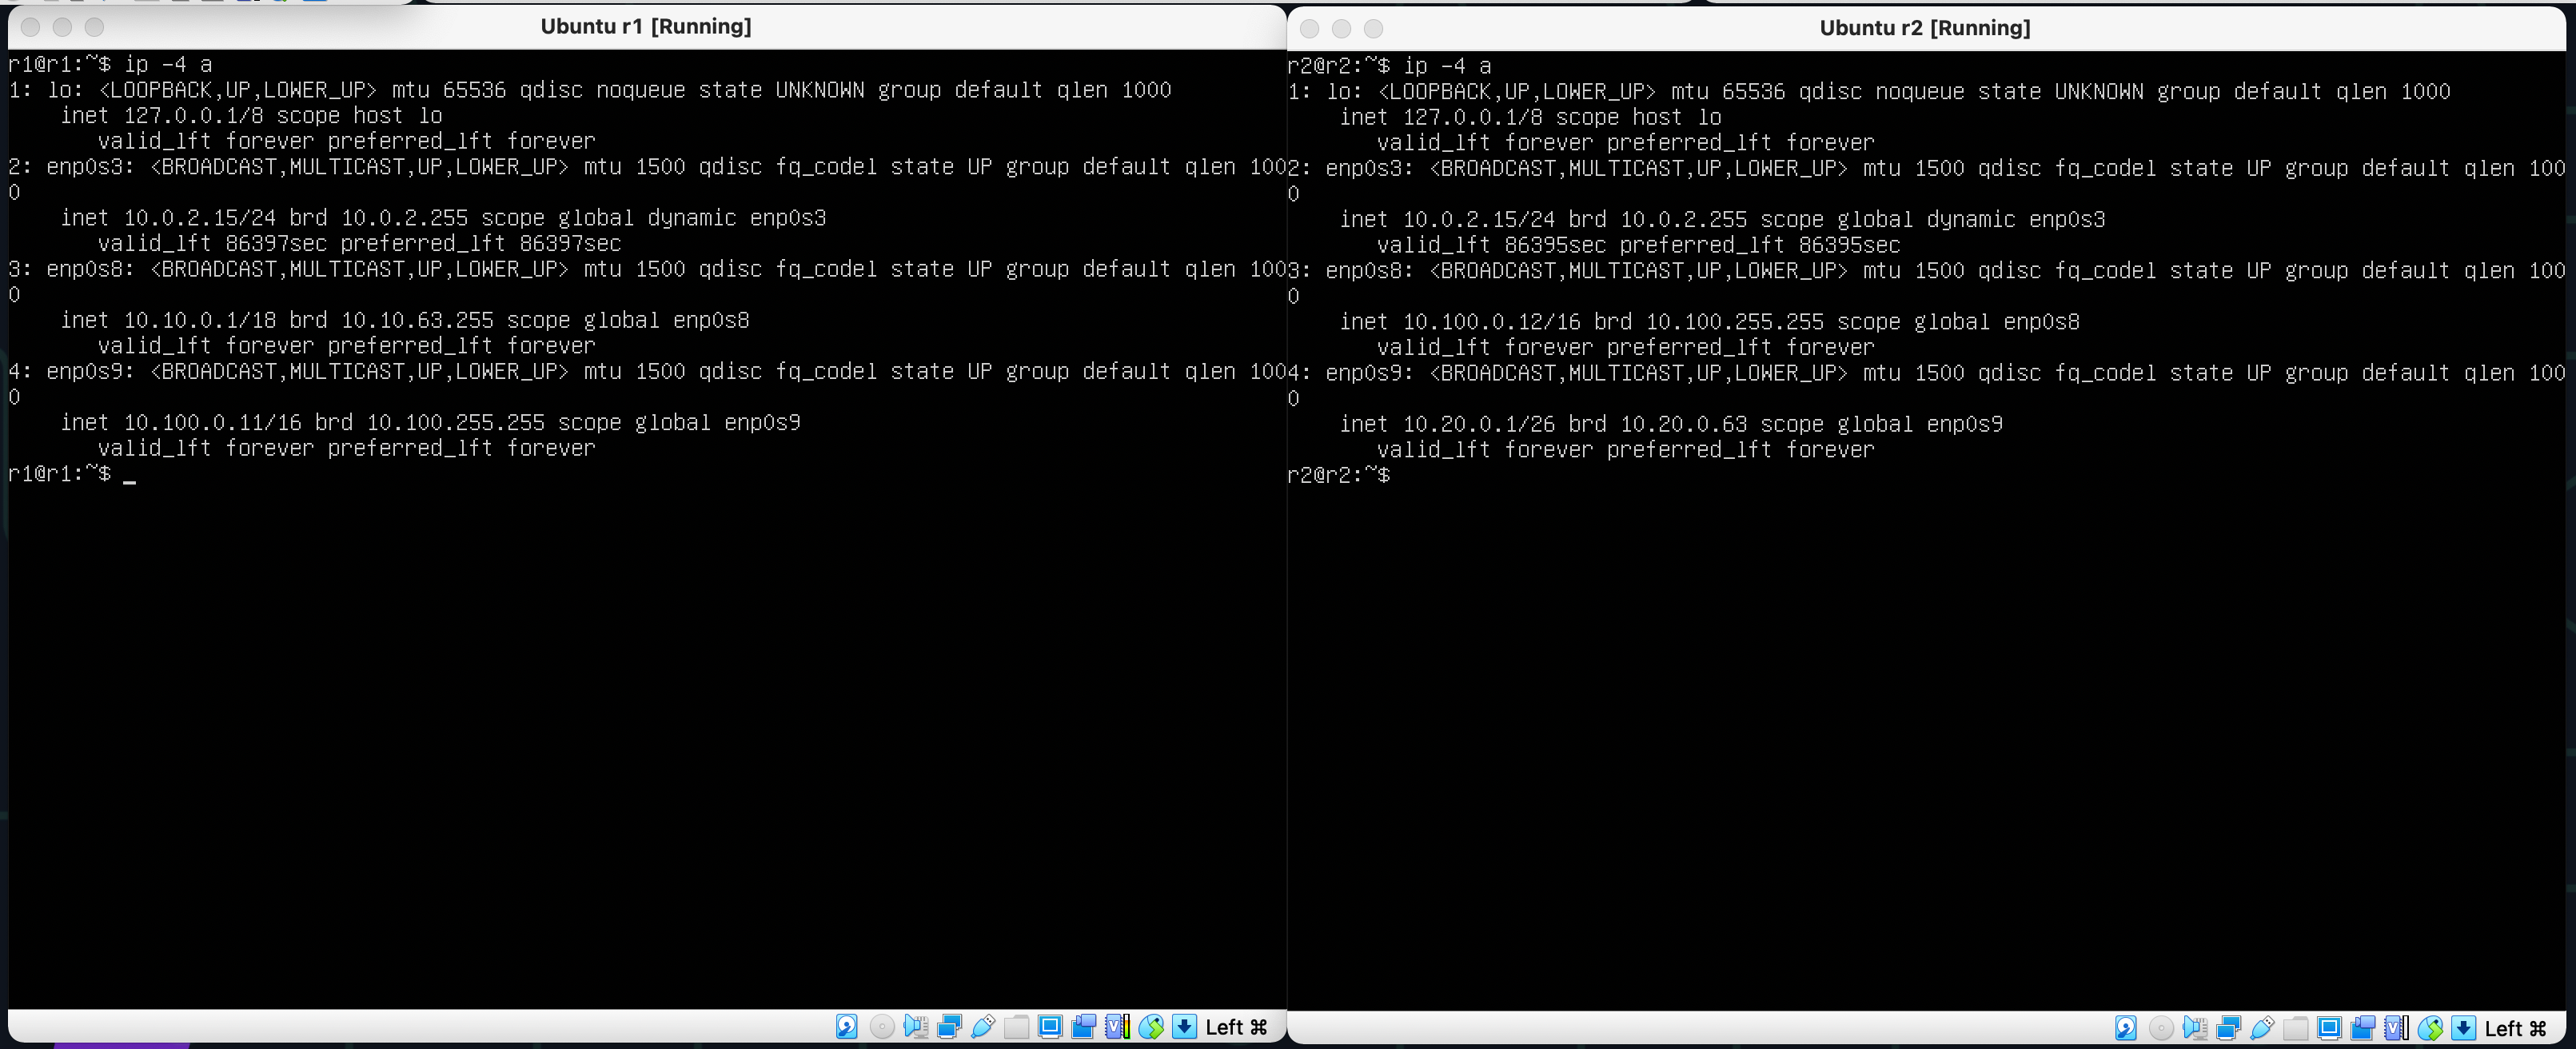 Ubuntu r1 [Running]
r1@r1:~$ ip -4 a
1: lo: <LOOPBACK,UP,LOWER_UP> mtu 65536 qdisc noqueue state UNKNOWN group default qlen 1000
inet 127.0.0.1/8 scope host lo
valid_lft forever preferred_lft forever
2: enp0s3: <BROADCAST,MULTICAST,UP,LOWER_UP> mtu 1500 qdisc fq_codel state UP group default qlen 100
0
inet 10.0.2.15/24 brd 10.0.2.255 scope global dynamic enp0s3
valid_lft 86397sec preferred_lft 86397sec
3: enp0s8: <BROADCAST,MULTICAST,UP,LOWER_UP> mtu 1500 qdisc fq_codel state UP group default qlen 100
0
inet 10.10.0.1/18 brd 10.10.63.255 scope global enp0s8
valid_lft forever preferred_lft forever
4: enp0s9: <BROADCAST,MULTICAST,UP,LOWER_UP> mtu 1500 qdisc fq_codel state UP group default qlen 100
0
inet 10.100.0.11/16 brd 10.100.255.255 scope global enp0s9
valid_lft forever preferred_lft forever
r1@r1:~$ _
Left ⌘
Ubuntu r2 [Running]
r2@r2:~$ ip -4 a
1: lo: <LOOPBACK,UP,LOWER_UP> mtu 65536 qdisc noqueue state UNKNOWN group default qlen 1000
inet 127.0.0.1/8 scope host lo
valid_lft forever preferred_lft forever
2: enp0s3: <BROADCAST,MULTICAST,UP,LOWER_UP> mtu 1500 qdisc fq_codel state UP group default qlen 100
0
inet 10.0.2.15/24 brd 10.0.2.255 scope global dynamic enp0s3
valid_lft 86395sec preferred_lft 86395sec
3: enp0s8: <BROADCAST,MULTICAST,UP,LOWER_UP> mtu 1500 qdisc fq_codel state UP group default qlen 100
0
inet 10.100.0.12/16 brd 10.100.255.255 scope global enp0s8
valid_lft forever preferred_lft forever
4: enp0s9: <BROADCAST,MULTICAST,UP,LOWER_UP> mtu 1500 qdisc fq_codel state UP group default qlen 100
0
inet 10.20.0.1/26 brd 10.20.0.63 scope global enp0s9
valid_lft forever preferred_lft forever
r2@r2:~$
Left ⌘